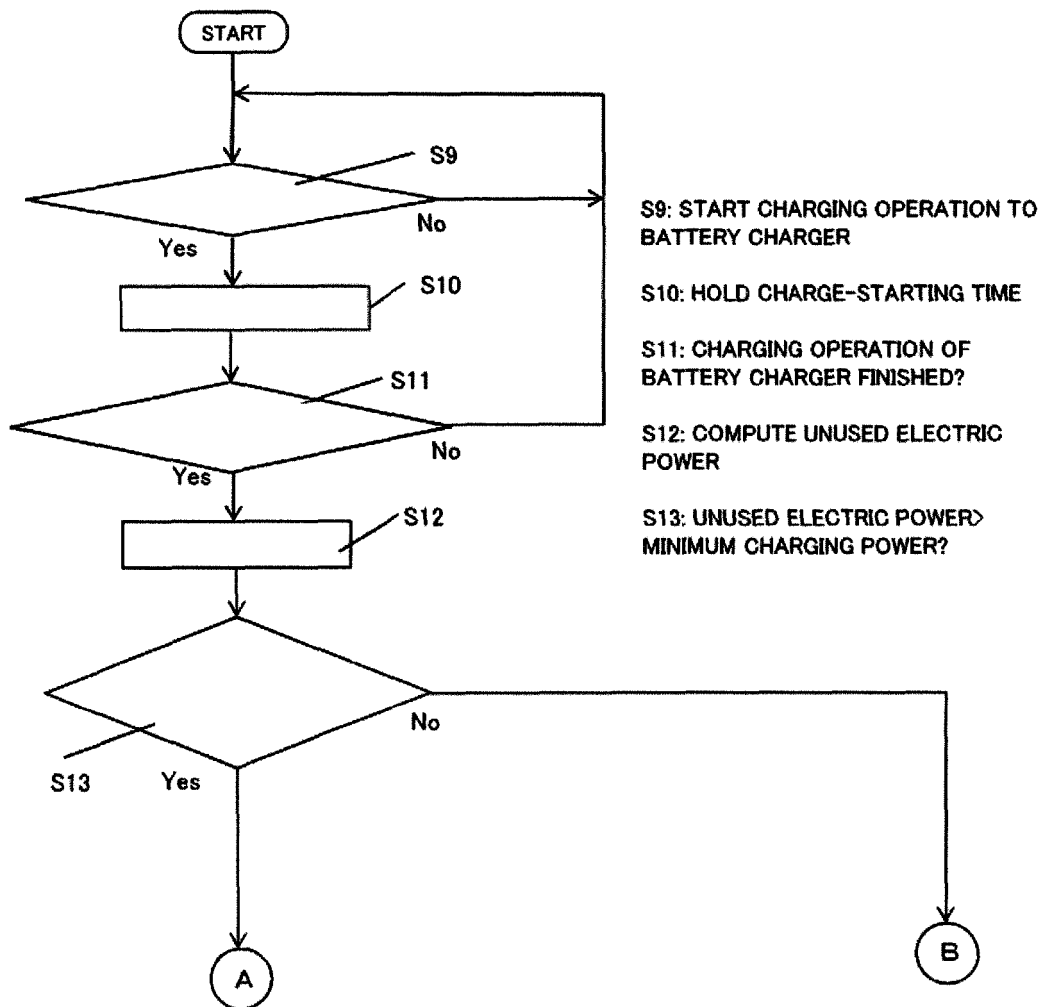 START
S9
No
Yes
S10
S11
No
Yes
S12
No
S13
Yes
A
B
S9: START CHARGING OPERATION TO
BATTERY CHARGER
S10: HOLD CHARGE-STARTING TIME
S11: CHARGING OPERATION OF
BATTERY CHARGER FINISHED?
S12: COMPUTE UNUSED ELECTRIC
POWER
S13: UNUSED ELECTRIC POWER>
MINIMUM CHARGING POWER?